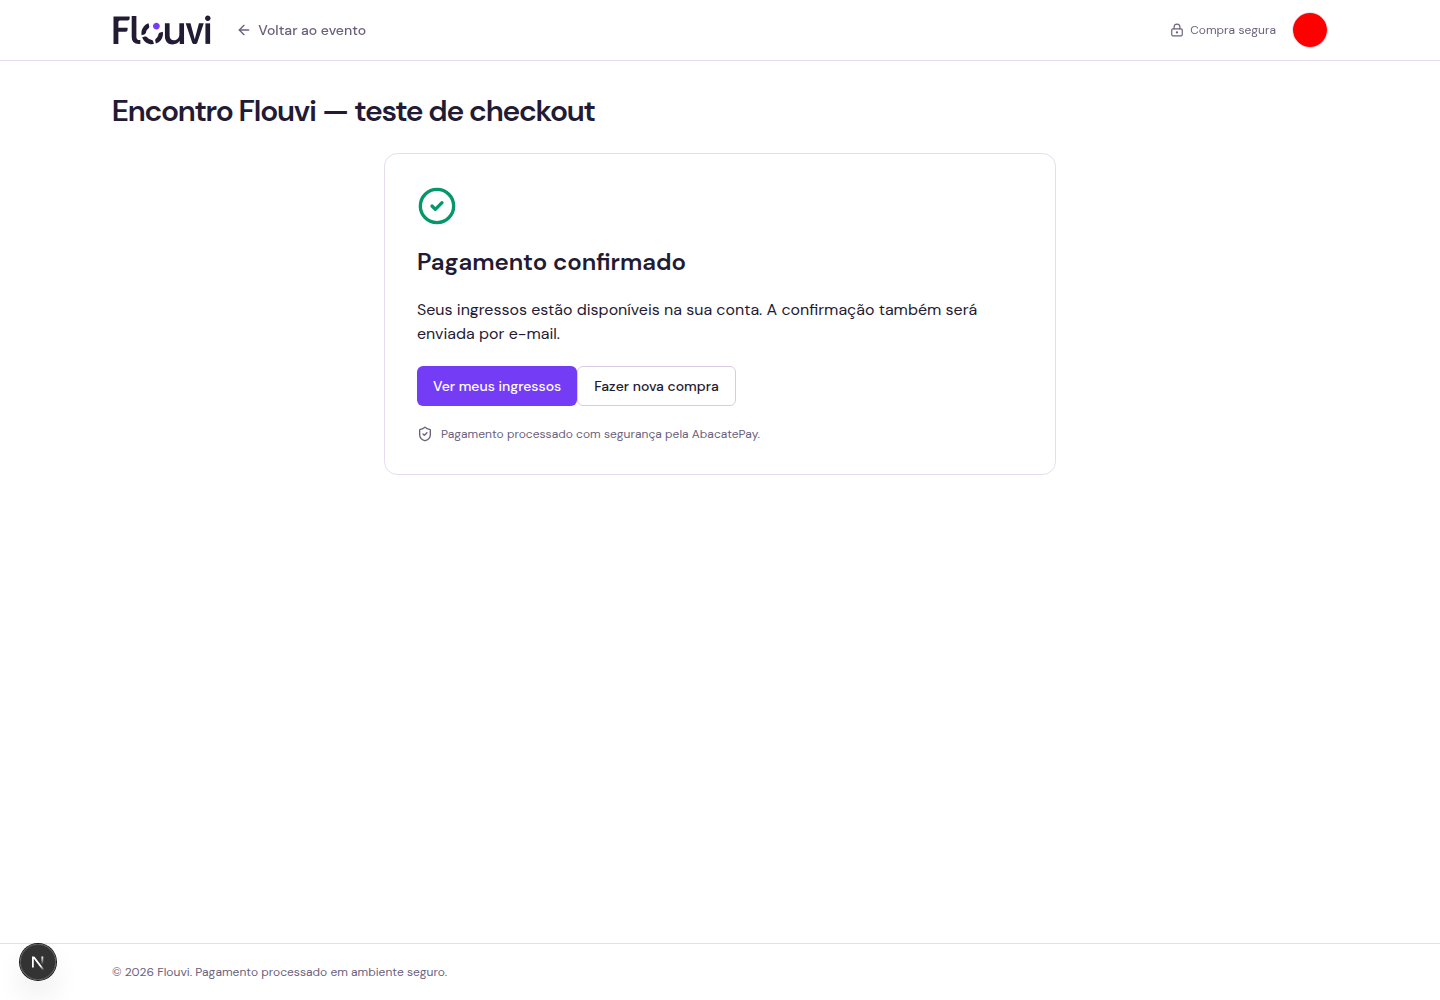 Flouvi
Voltar ao evento
Compra segura
Encontro Flouvi — teste de checkout
Pagamento confirmado
Seus ingressos estão disponíveis na sua conta. A confirmação também será
enviada por e-mail.
Ver meus ingressos
Fazer nova compra
Pagamento processado com segurança pela AbacatePay.
N
© 2026 Flouvi. Pagamento processado em ambiente seguro.